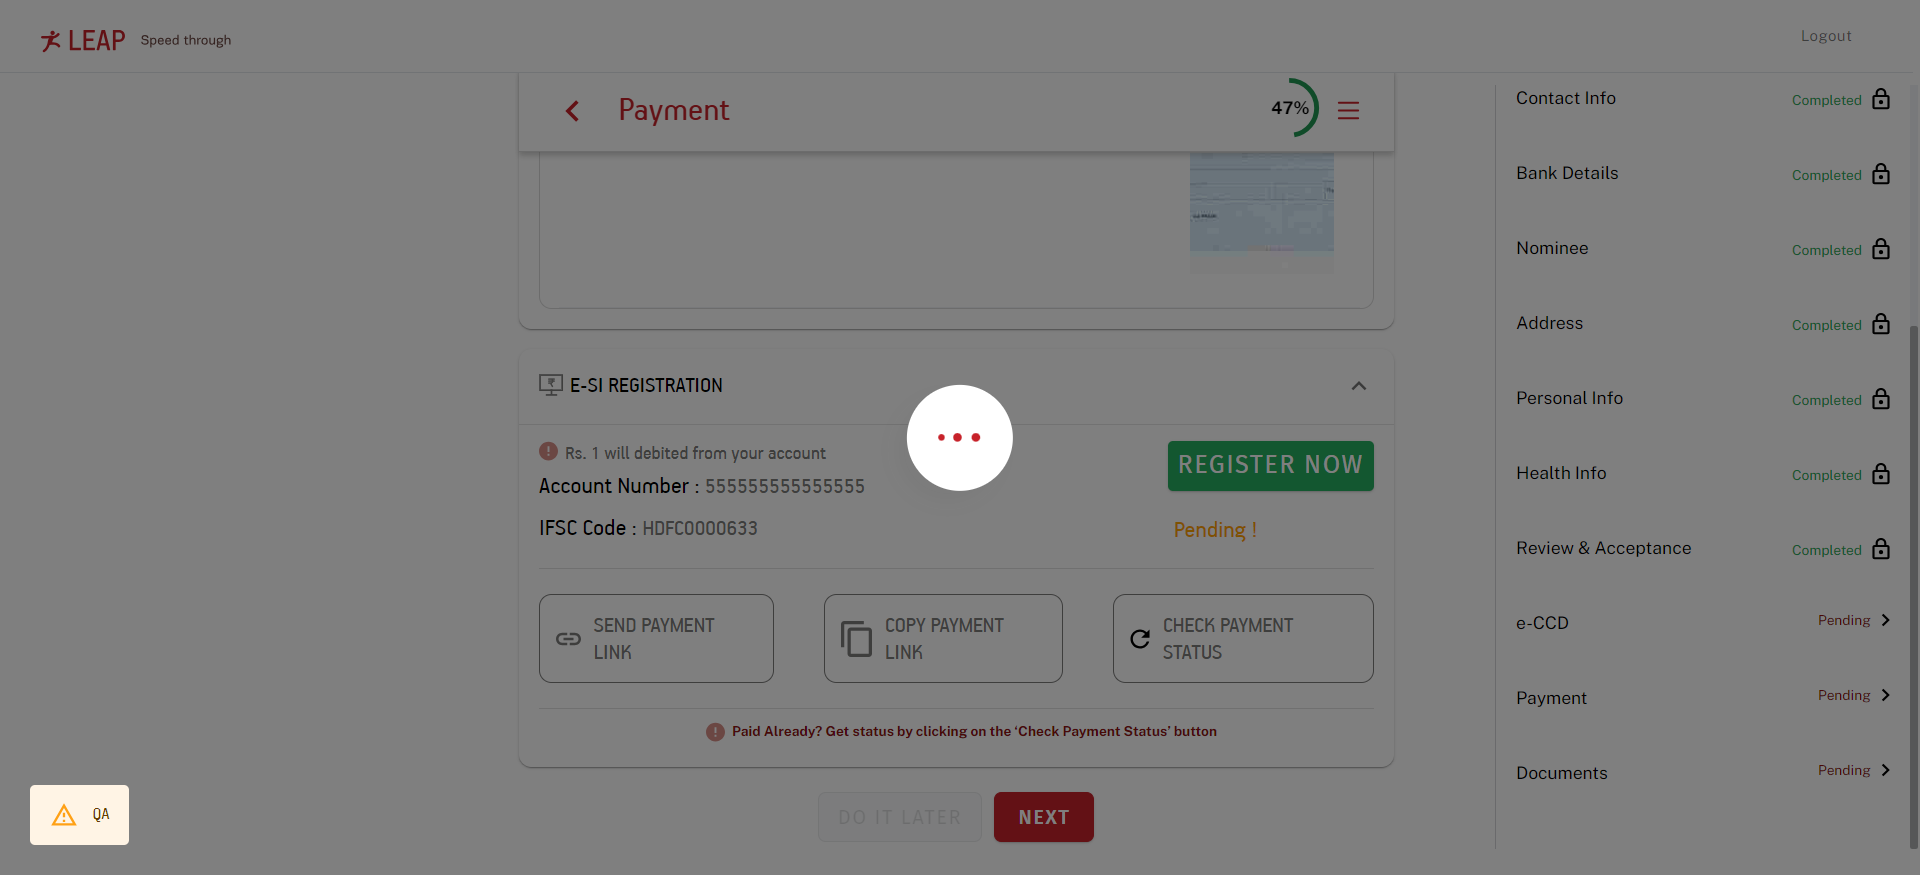 LEAP Speed through
Logout
Payment
47%
E-SI REGISTRATION
Rs. 1 will debited from your account
Account Number : 555555555555555
IFSC Code : HDFC0000633
REGISTER NOW
Pending !
SEND PAYMENT
LINK
COPY PAYMENT
LINK
CHECK PAYMENT
STATUS
Paid Already? Get status by clicking on the ‘Check Payment Status’ button
DO IT LATER
NEXT
QA
Contact Info Completed
Bank Details Completed
Nominee Completed
Address Completed
Personal Info Completed
Health Info Completed
Review & Acceptance Completed
e-CCD Pending
Payment Pending
Documents Pending